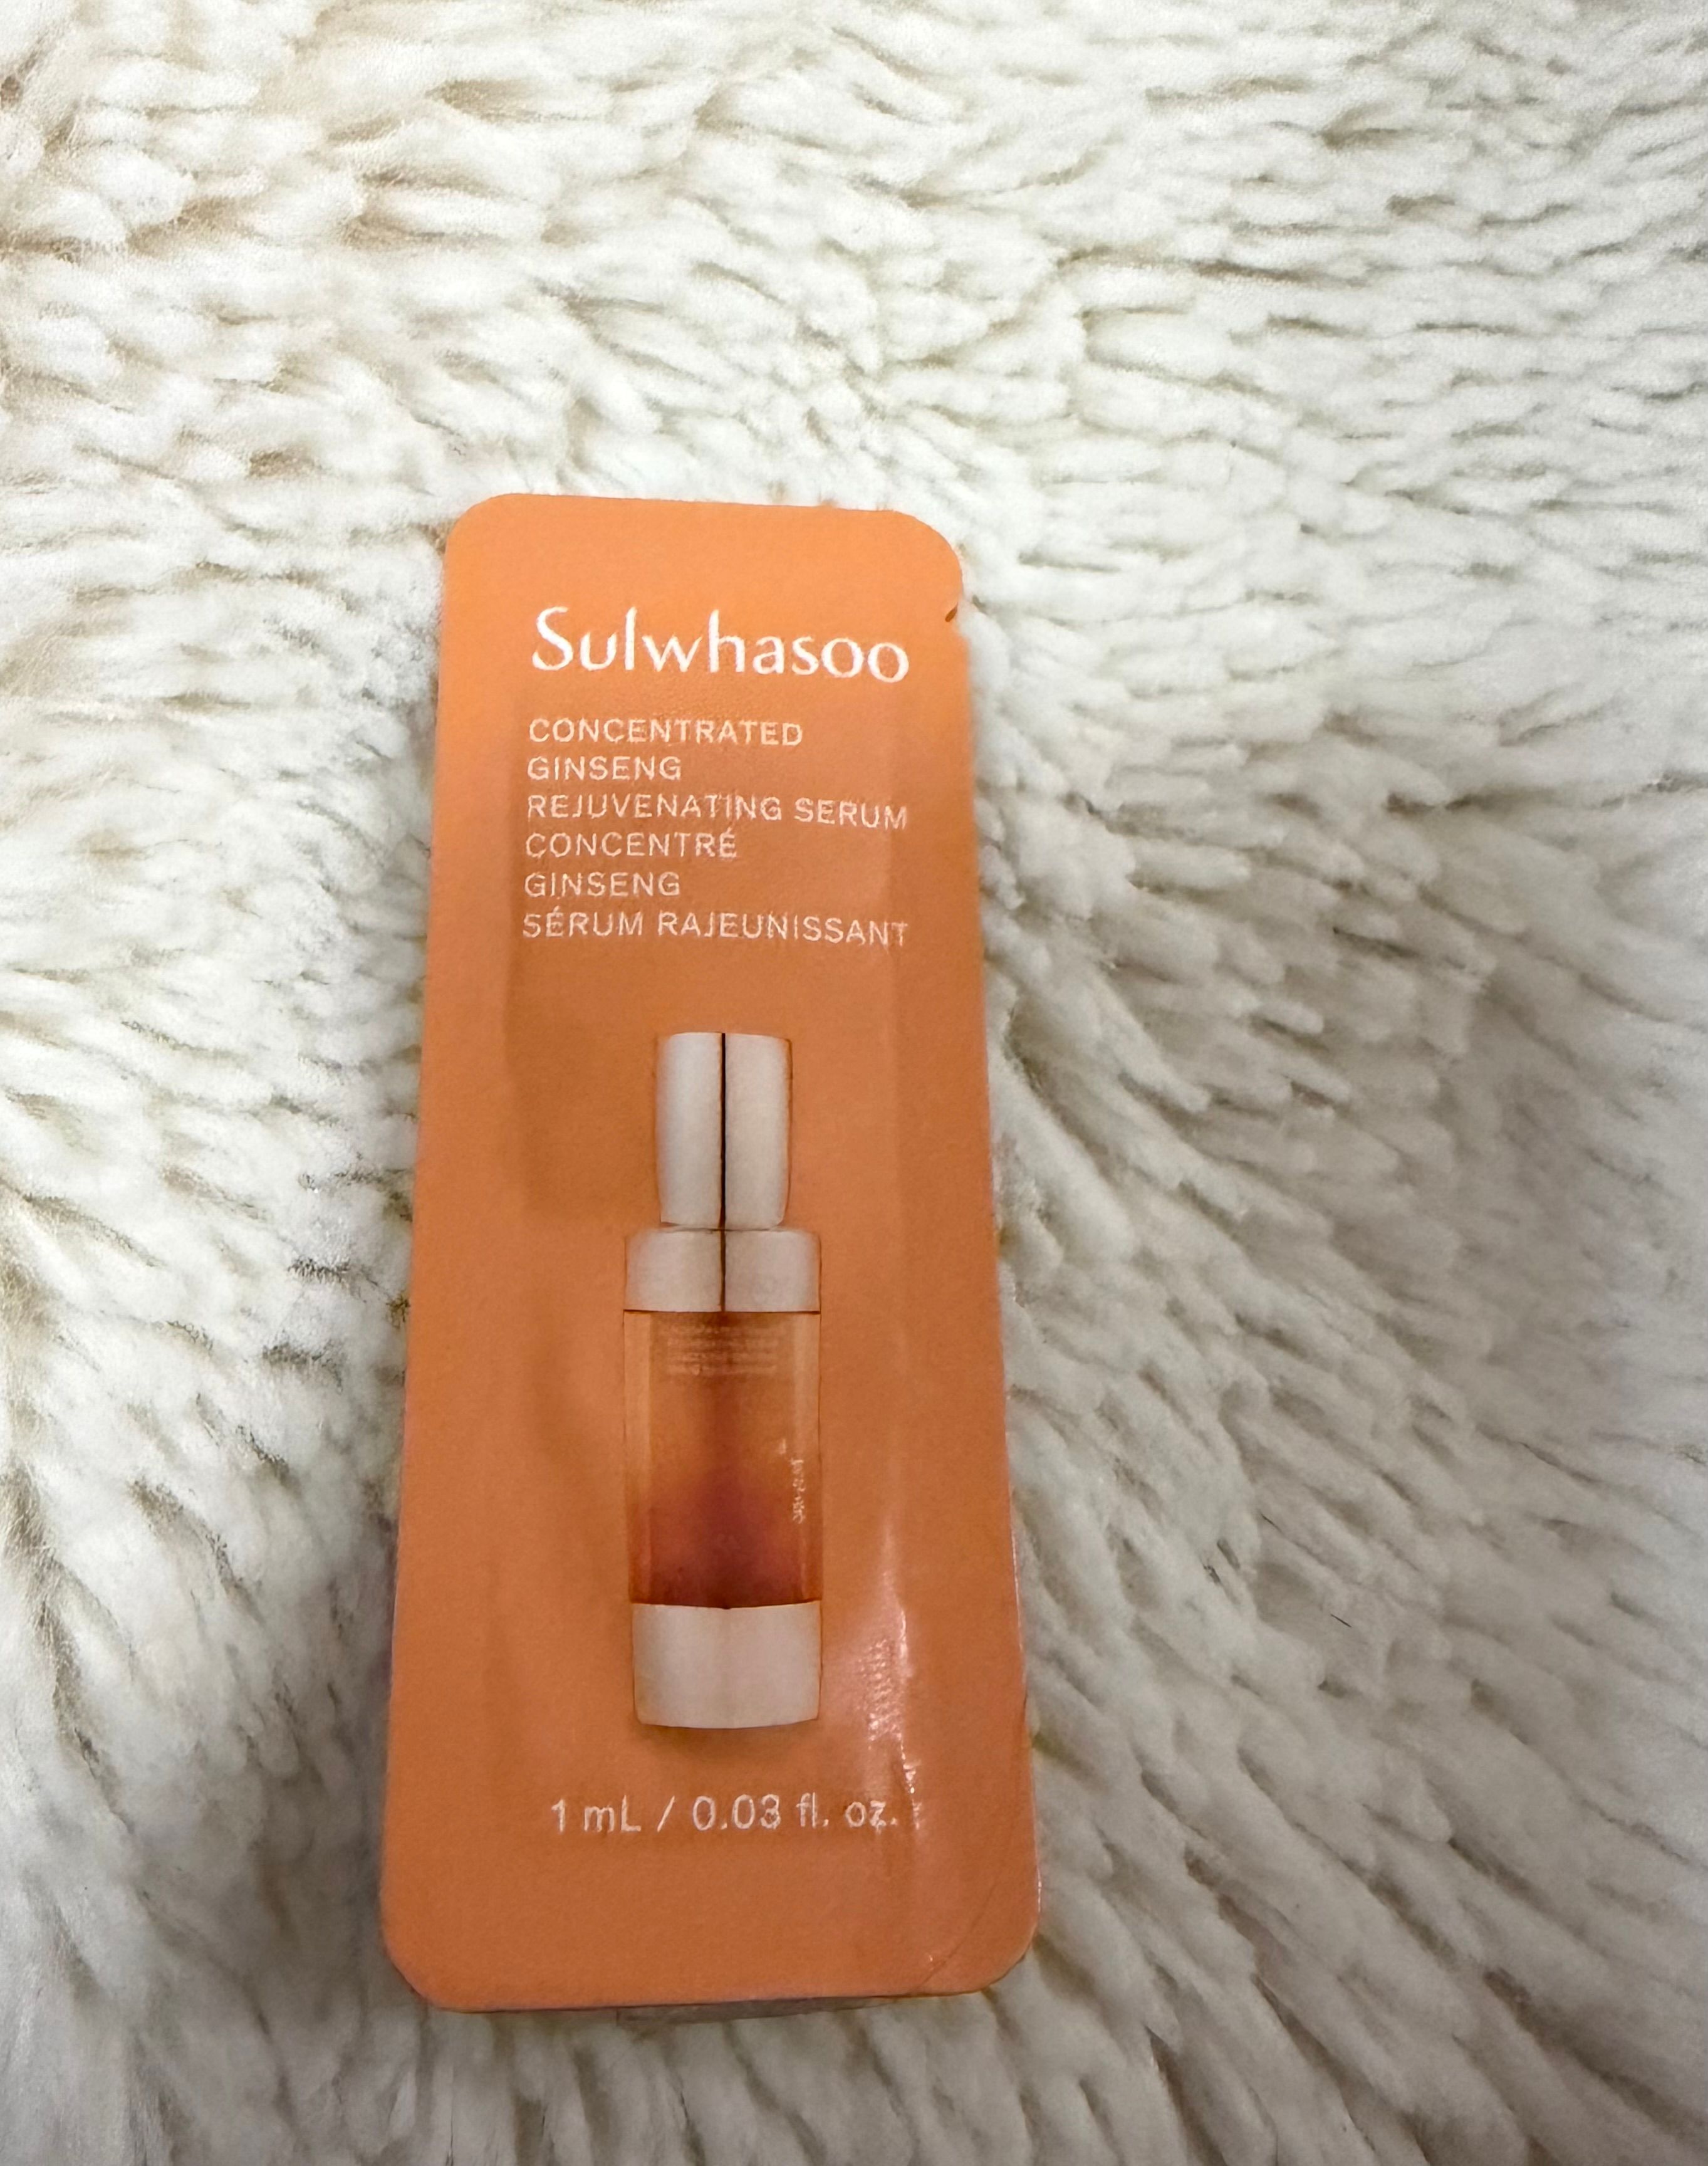 Sulwhasoo
CONCENTRATED
GINSENG
REJUVENATING SERUM
CONCENTRÉ
GINSENG
SÉRUM RAJEUNISSANT
1 mL / 0.03 fl. oz.